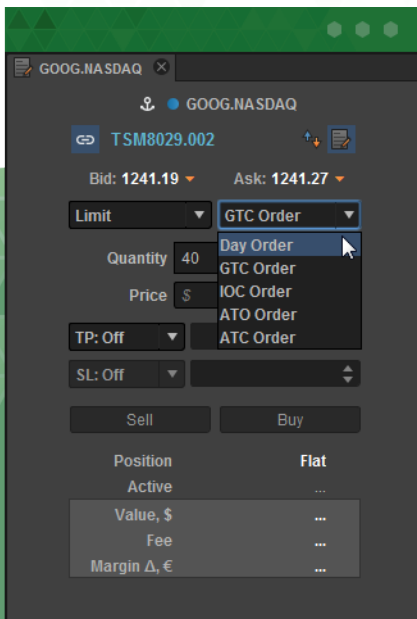 GOOG.NASDAQ
GOOG.NASDAQ
TSM8029.002
Bid: 1241.19 Ask: 1241.27
Limit GTC Order
Day Order
Quantity 40
GTC Order
Price $
IOC Order
ATO Order
TP: Off
ATC Order
SL: Off
Sell Buy
Position Flat
Active ...
Value, $ ...
Fee ...
Margin Δ, € ...